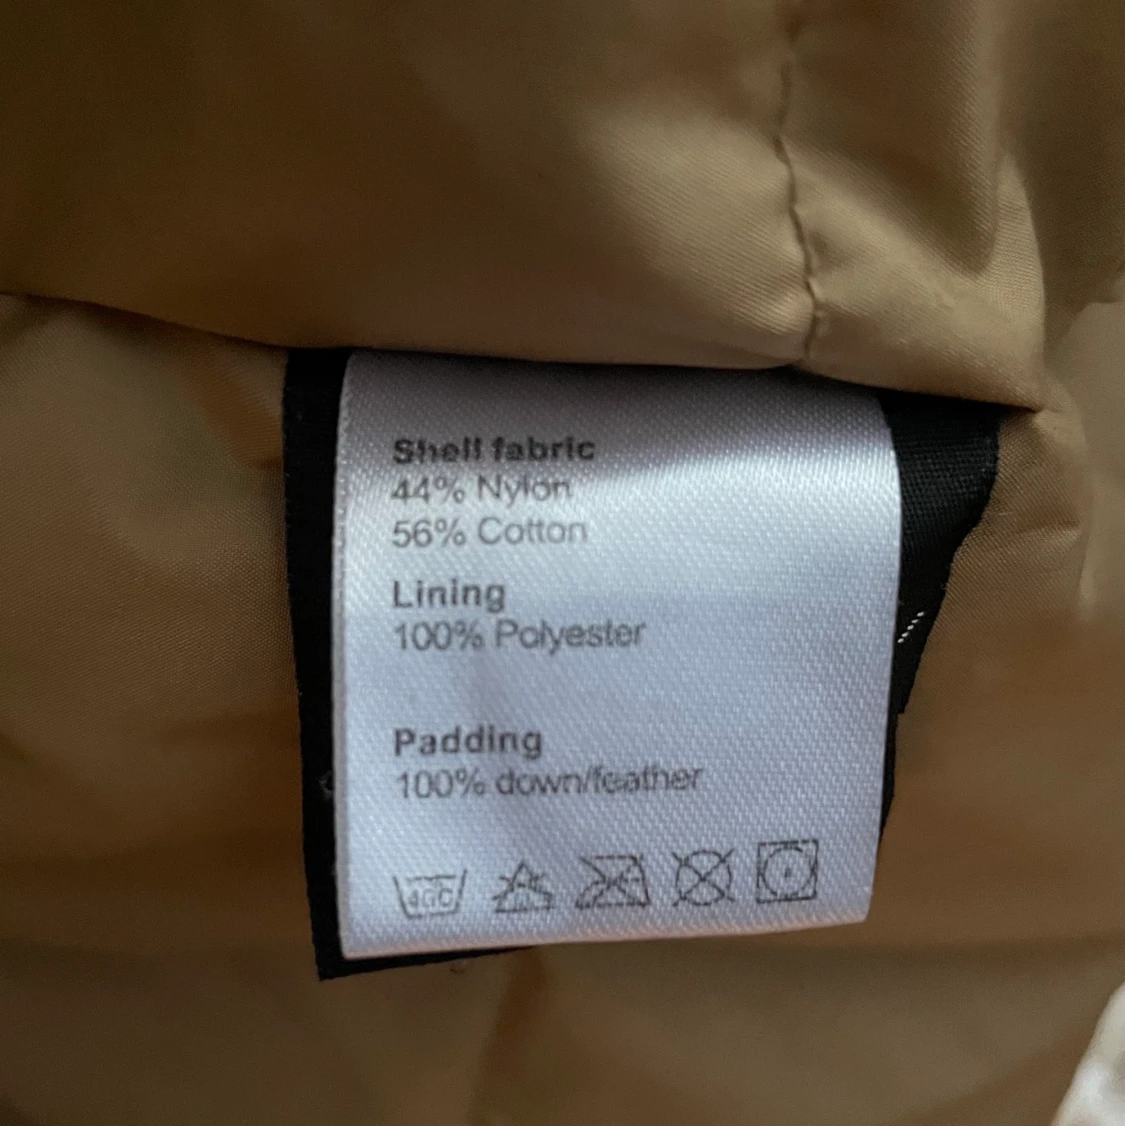 Shell fabric
44% Nylon
56% Cotton
Lining
100% Polyester
Padding
100% down/feather
40C